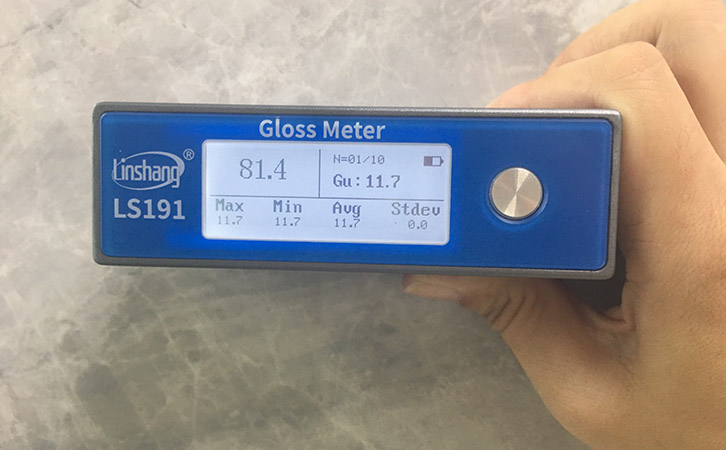 Gloss Meter
Linshang®
LS191
81.4
N=01/10
Gu:11.7
Max Min Avg Stdev
11.7 11.7 11.7 0.0